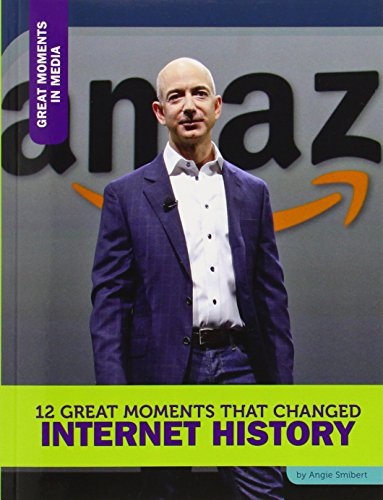 GREAT MOMENTS
IN MEDIA
amaz
12 GREAT MOMENTS THAT CHANGED
INTERNET HISTORY
by Angie Smibert